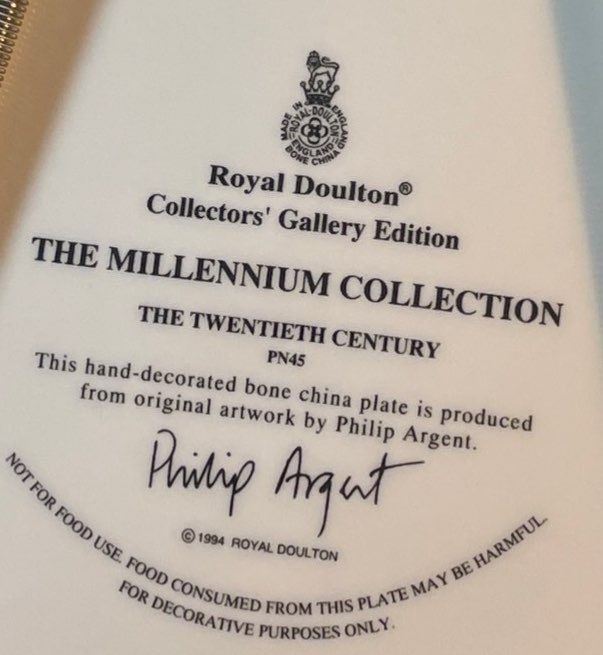 MADE IN ENGLAND
ROYAL·DOULTON
ENGLAND
BONE CHINA
Royal Doulton®
Collectors' Gallery Edition
THE MILLENNIUM COLLECTION
THE TWENTIETH CENTURY
PN45
This hand-decorated bone china plate is produced
from original artwork by Philip Argent.
Philip Argent
© 1994 ROYAL DOULTON
NOT FOR FOOD USE. FOOD CONSUMED FROM THIS PLATE MAY BE HARMFUL.
FOR DECORATIVE PURPOSES ONLY.